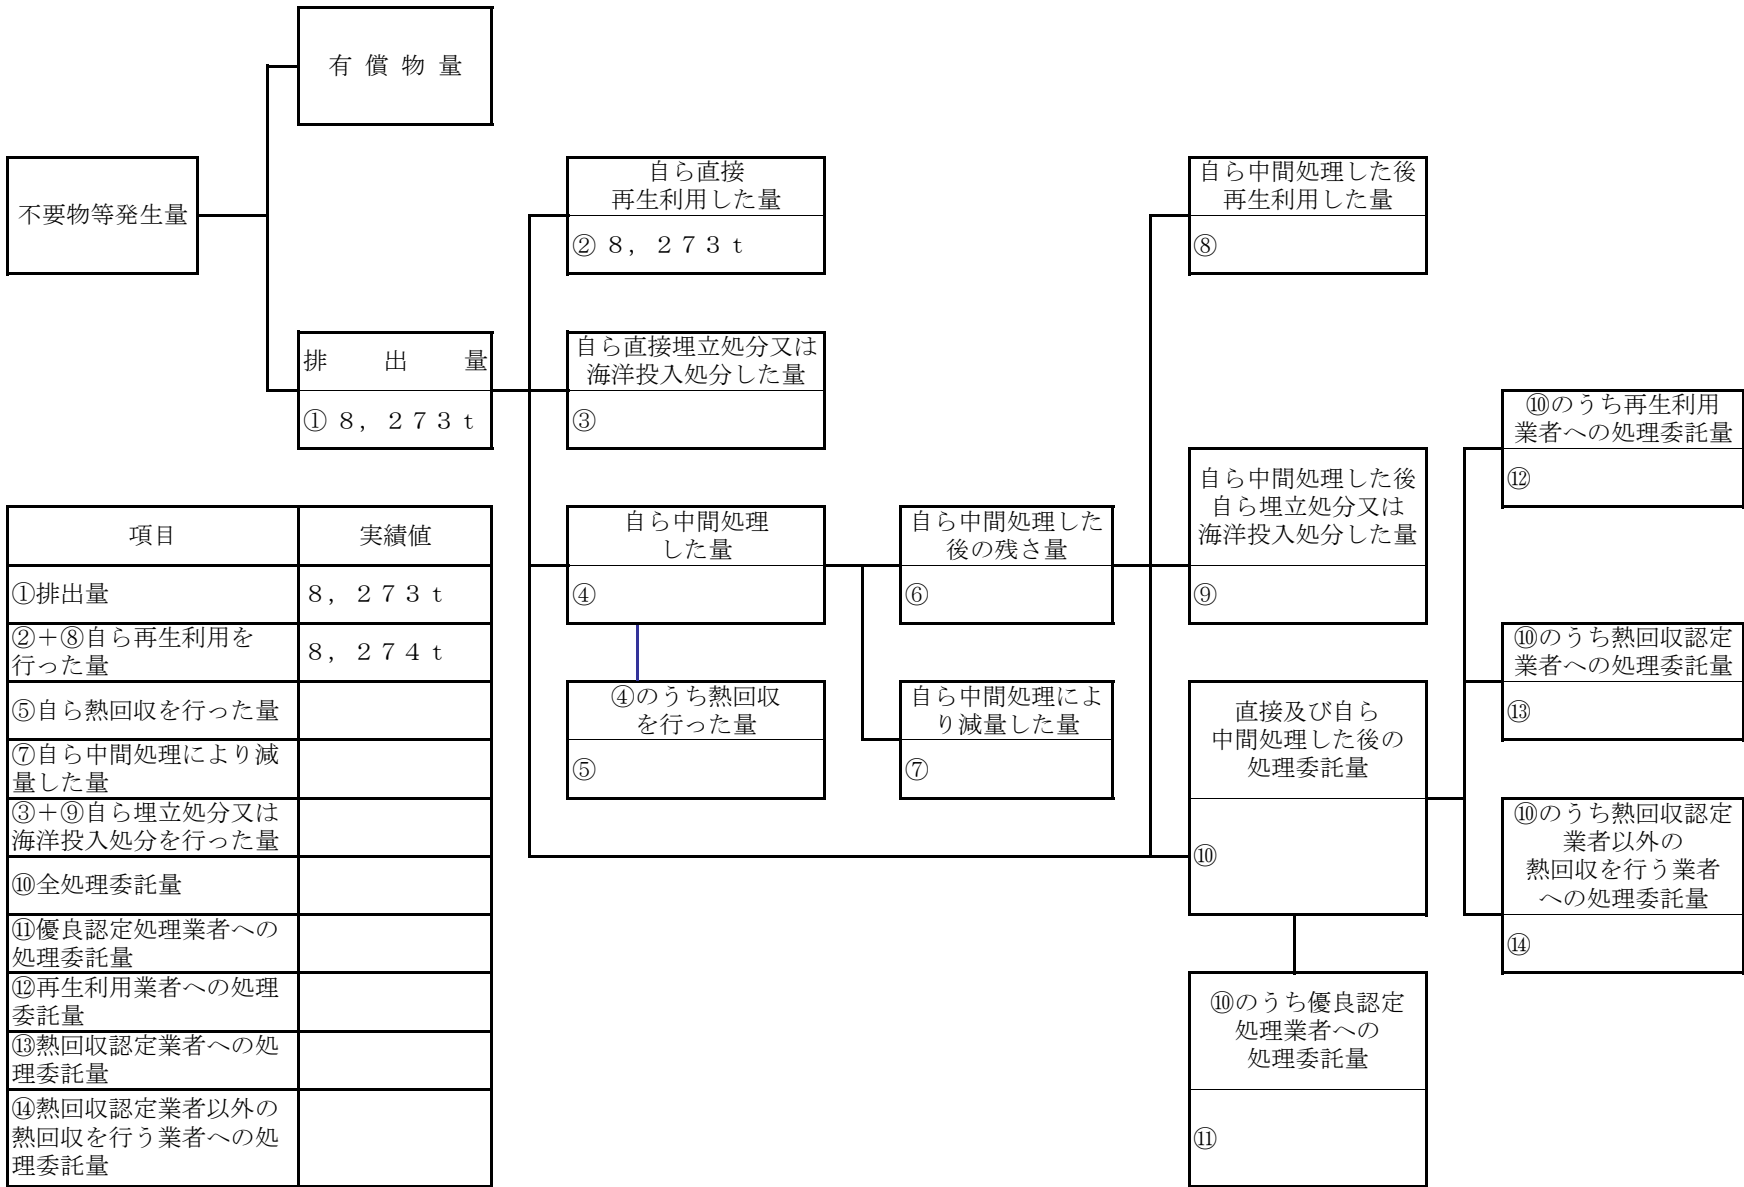 有 償 物 量
不要物等発生量
自ら直接
再生利用した量
② 8, 273t
自ら中間処理した後
再生利用した量
⑧
排 出 量
① 8, 273t
自ら直接埋立処分又は
海洋投入処分した量
③
⑩のうち再生利用
業者への処理委託量
⑫
自ら中間処理
した量
④
自ら中間処理した
後の残さ量
⑥
自ら中間処理した後
自ら埋立処分又は
海洋投入処分した量
⑨
⑩のうち熱回収認定
業者への処理委託量
⑬
④のうち熱回収
を行った量
⑤
自ら中間処理によ
り減量した量
⑦
直接及び自ら
中間処理した後の
処理委託量
⑩
⑩のうち熱回収認定
業者以外の
熱回収を行う業者
への処理委託量
⑭
⑩のうち優良認定
処理業者への
処理委託量
⑪
項目 実績値
①排出量 8, 273t
②+⑧自ら再生利用を
行った量 8, 274t
⑤自ら熱回収を行った量
⑦自ら中間処理により減
量した量
③+⑨自ら埋立処分又は
海洋投入処分を行った量
⑩全処理委託量
⑪優良認定処理業者への
処理委託量
⑫再生利用業者への処理
委託量
⑬熱回収認定業者への処
理委託量
⑭熱回収認定業者以外の
熱回収を行う業者への処
理委託量